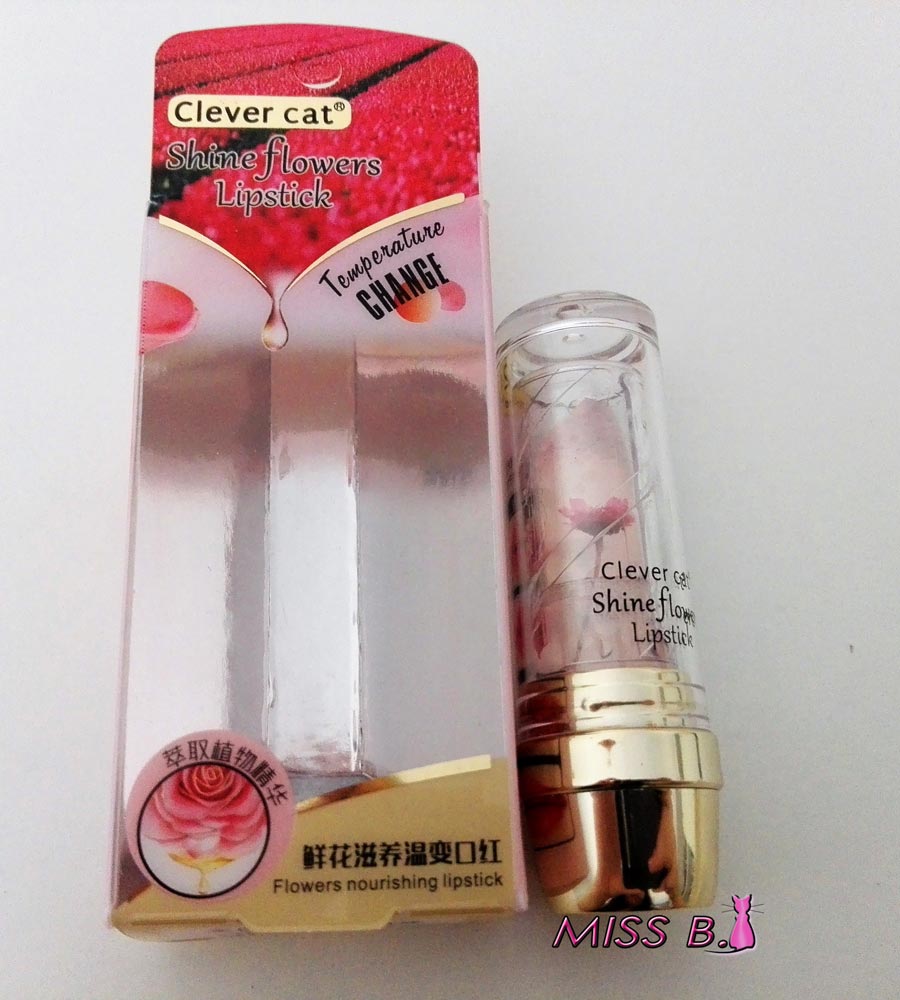 Clever cat®
Shine flowers
Lipstick
Temperature
CHANGE
萃取植物精华
鲜花滋养温变口红
Flowers nourishing lipstick
Clever cat
Shine flowers
Lipstick
MISS B.